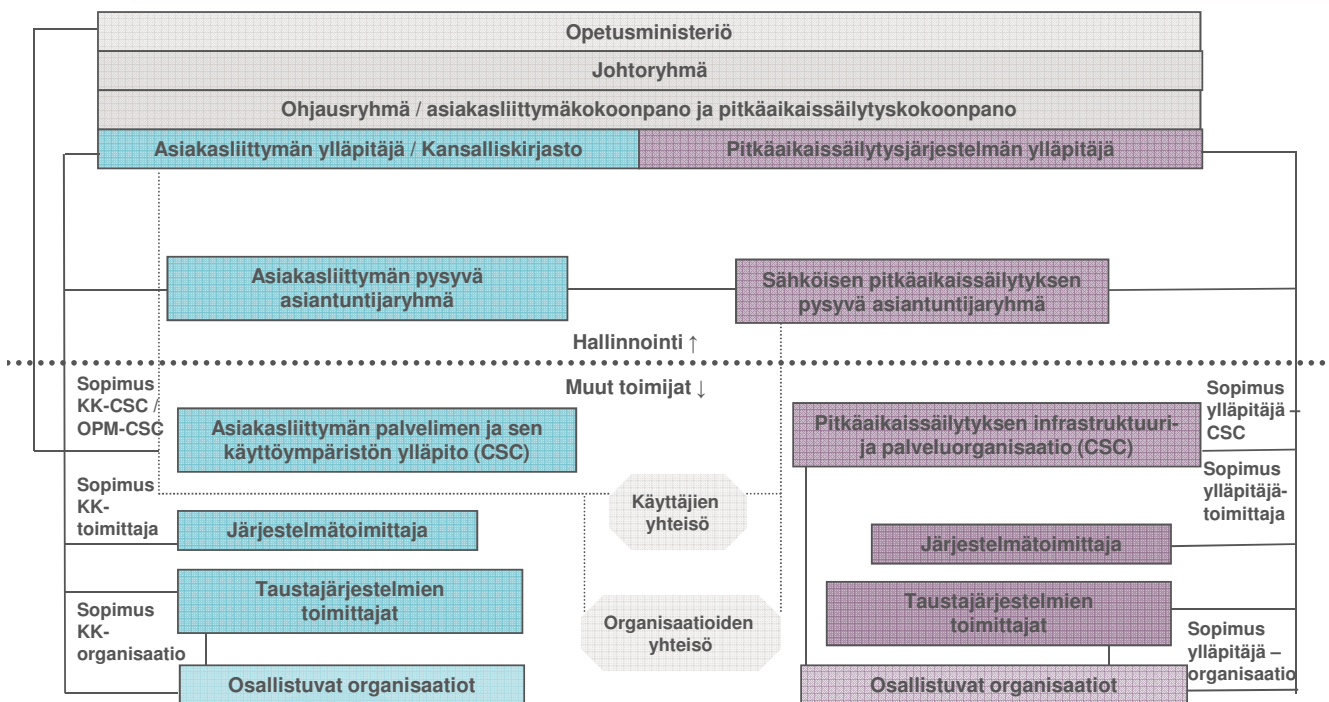 Opetusministeriö
Johtoryhmä
Ohjausryhmä / asiakasliittymäkokoonpano ja pitkäaikaissäilytyskokoonpano
Asiakasliittymän ylläpitäjä / Kansalliskirjasto
Pitkäaikaissäilytysjärjestelmän ylläpitäjä
Asiakasliittymän pysyvä
asiantuntijaryhmä
Sähköisen pitkäaikaissäilytyksen
pysyvä asiantuntijaryhmä
Hallinnointi ↑
Muut toimijat ↓
Sopimus
KK-CSC /
OPM-CSC
Asiakasliittymän palvelimen ja sen
käyttöympäristön ylläpito (CSC)
Pitkäaikaissäilytyksen infrastruktuuri-
ja palveluorganisaatio (CSC)
Sopimus
ylläpitäjä –
CSC
Sopimus
KK-
toimittaja
Järjestelmätoimittaja
Käyttäjien
yhteisö
Järjestelmätoimittaja
Sopimus
ylläpitäjä-
toimittaja
Sopimus
KK-
organisaatio
Taustajärjestelmien
toimittajat
Organisaatioiden
yhteisö
Taustajärjestelmien
toimittajat
Sopimus
ylläpitäjä –
organisaatio
Osallistuvat organisaatiot
Osallistuvat organisaatiot